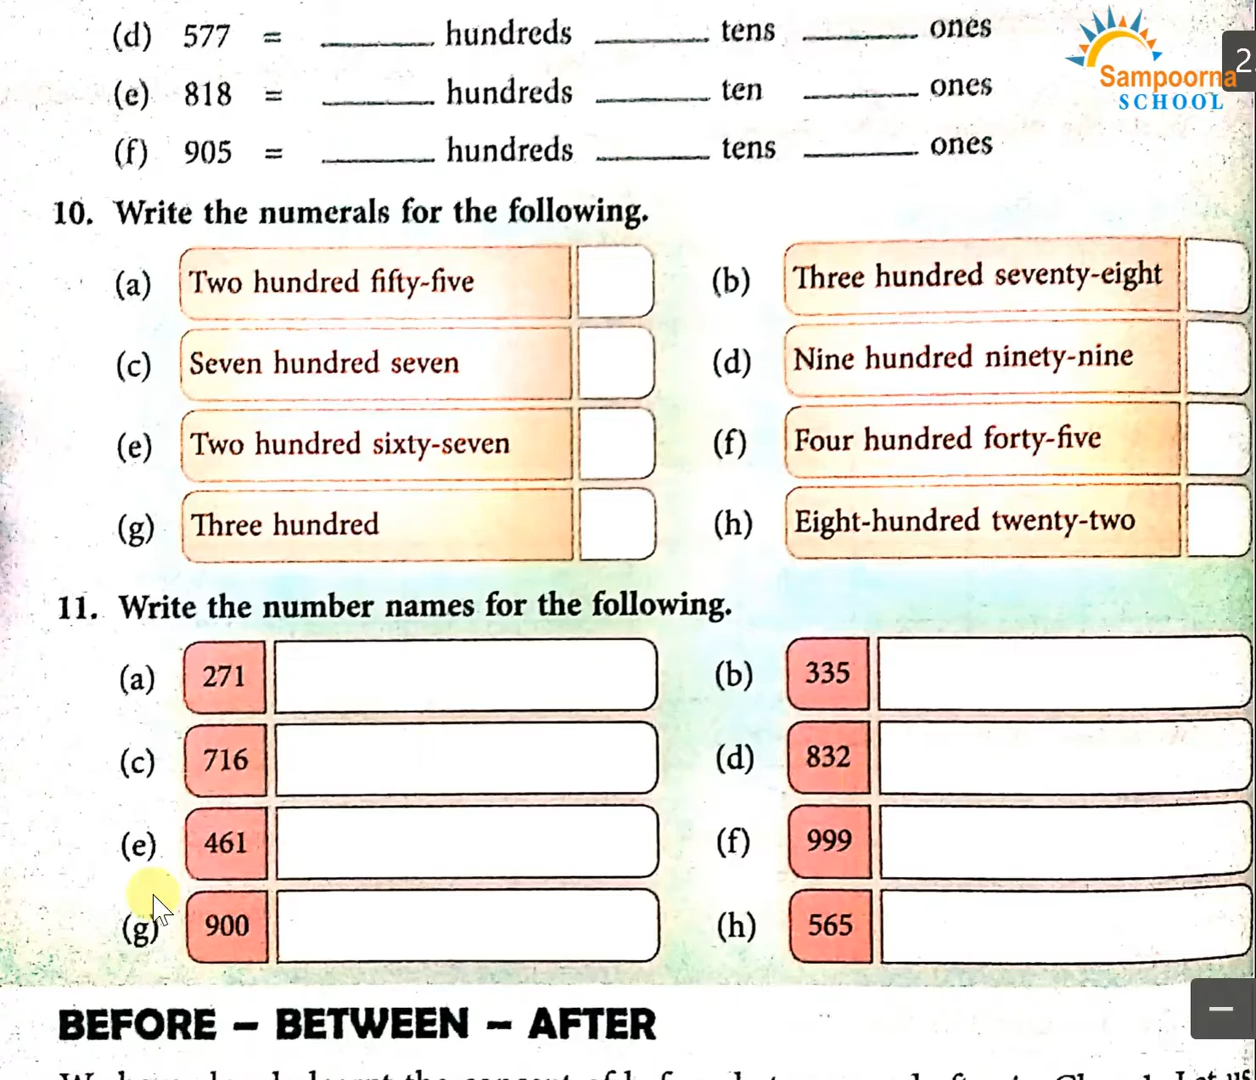 (d) 577 = ______ hundreds ______ tens ______ ones
(e) 818 = ______ hundreds ______ ten ______ ones
(f) 905 = ______ hundreds ______ tens ______ ones
Sampoorna
SCHOOL
2
10. Write the numerals for the following.
(a) Two hundred fifty-five (b) Three hundred seventy-eight
(c) Seven hundred seven (d) Nine hundred ninety-nine
(e) Two hundred sixty-seven (f) Four hundred forty-five
(g) Three hundred (h) Eight-hundred twenty-two
11. Write the number names for the following.
(a) 271 (b) 335
(c) 716 (d) 832
(e) 461 (f) 999
(g) 900 (h) 565
BEFORE – BETWEEN – AFTER